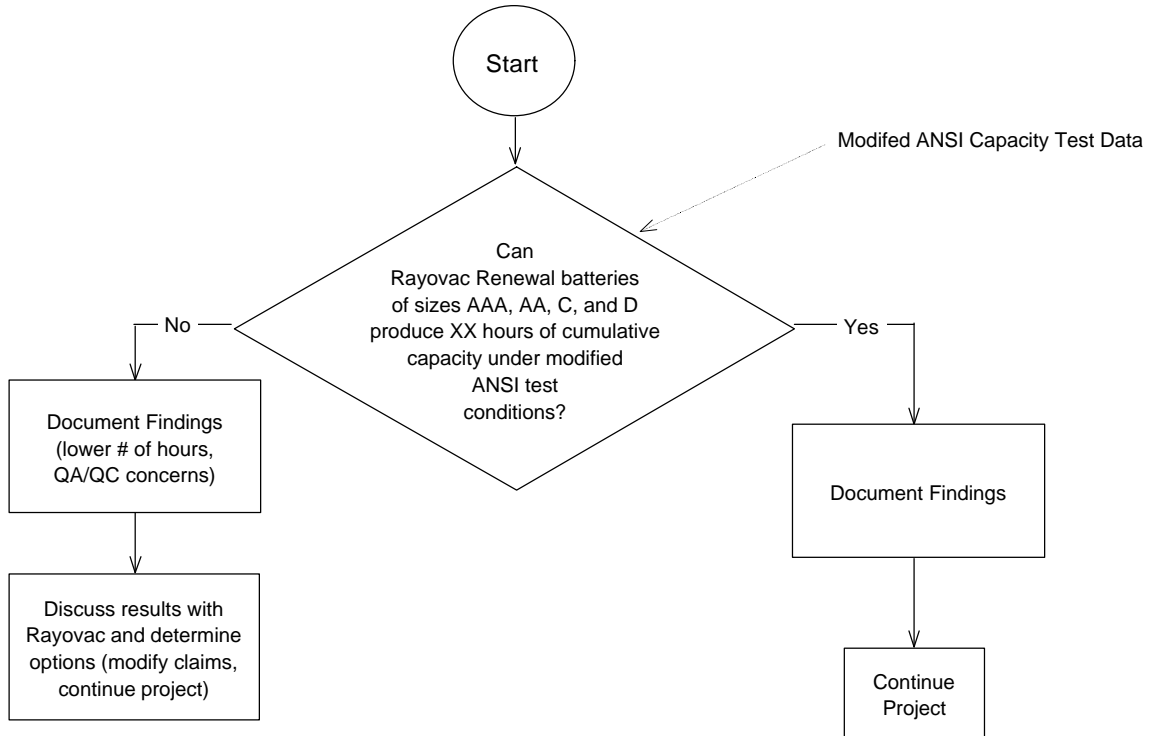 Start
Modifed ANSI Capacity Test Data
Can
Rayovac Renewal batteries
of sizes AAA, AA, C, and D
produce XX hours of cumulative
capacity under modified
ANSI test
conditions?
No
Yes
Document Findings
(lower # of hours,
QA/QC concerns)
Document Findings
Discuss results with
Rayovac and determine
options (modify claims,
continue project)
Continue
Project